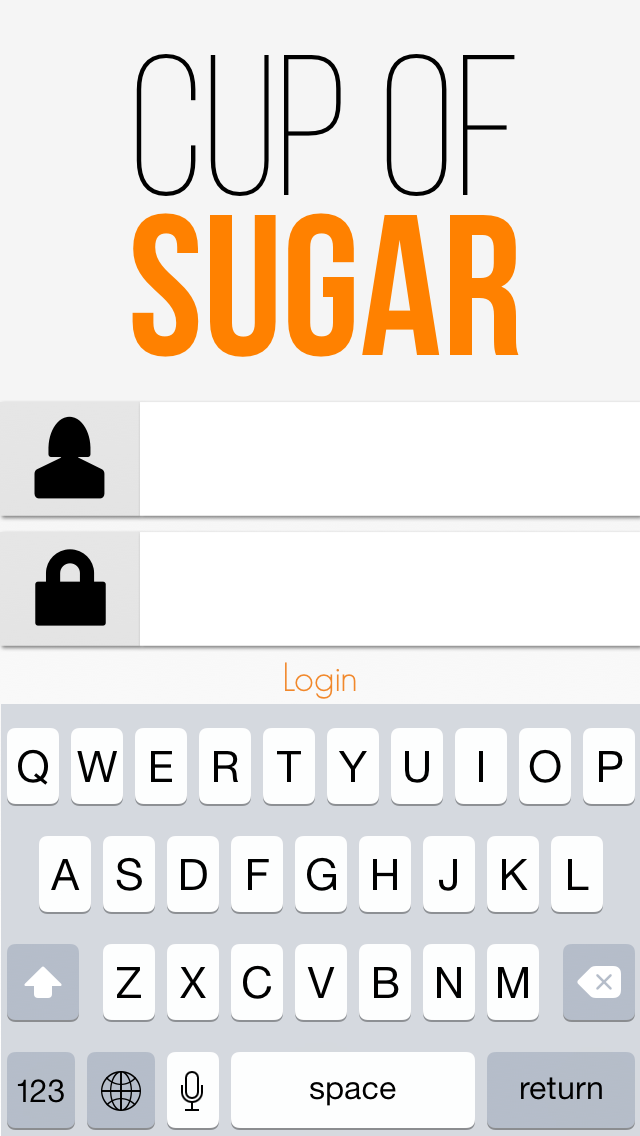 CUP OF
SUGAR
Login
Q W E R T Y U I O P
A S D F G H J K L
Z X C V B N M
123 space return